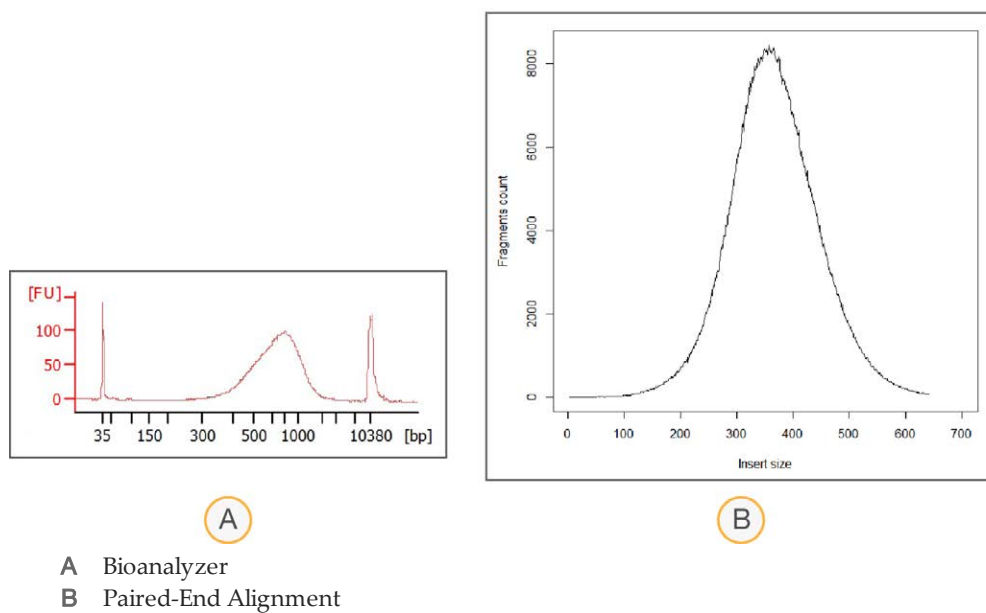 [FU]
100
50
0
35 150 300 500 1000 10380 [bp]
Fragments count
8000
6000
4000
2000
0
0 100 200 300 400 500 600 700
Insert size
A
B
A Bioanalyzer
B Paired-End Alignment